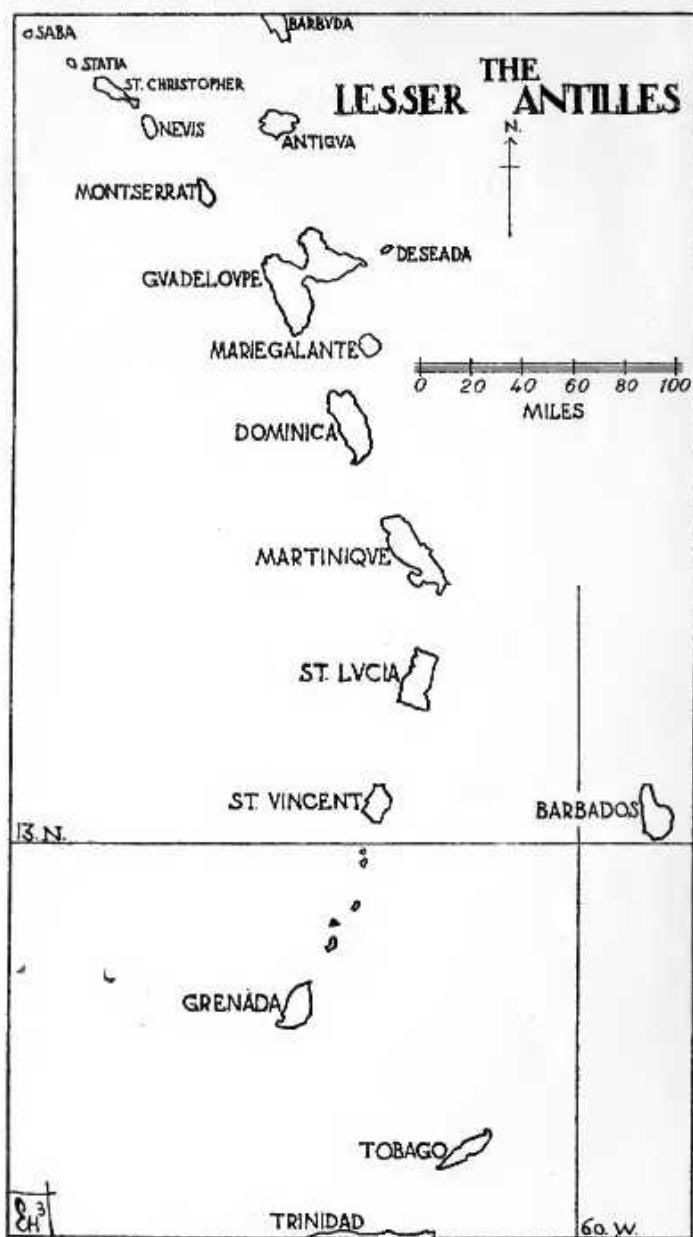 BARBVDA
SABA
THE
LESSER ANTILLES
STATIA
ST. CHRISTOPHER
NEVIS
ANTIGVA
N.
MONTSERRAT
DESEADA
GVADELOVPE
MARIEGALANTE
0 20 40 60 80 100
MILES
DOMINICA
MARTINIQVE
ST. LVCIA
ST. VINCENT
BARBADOS
13. N.
GRENADA
TOBAGO
TRINIDAD
60. W.